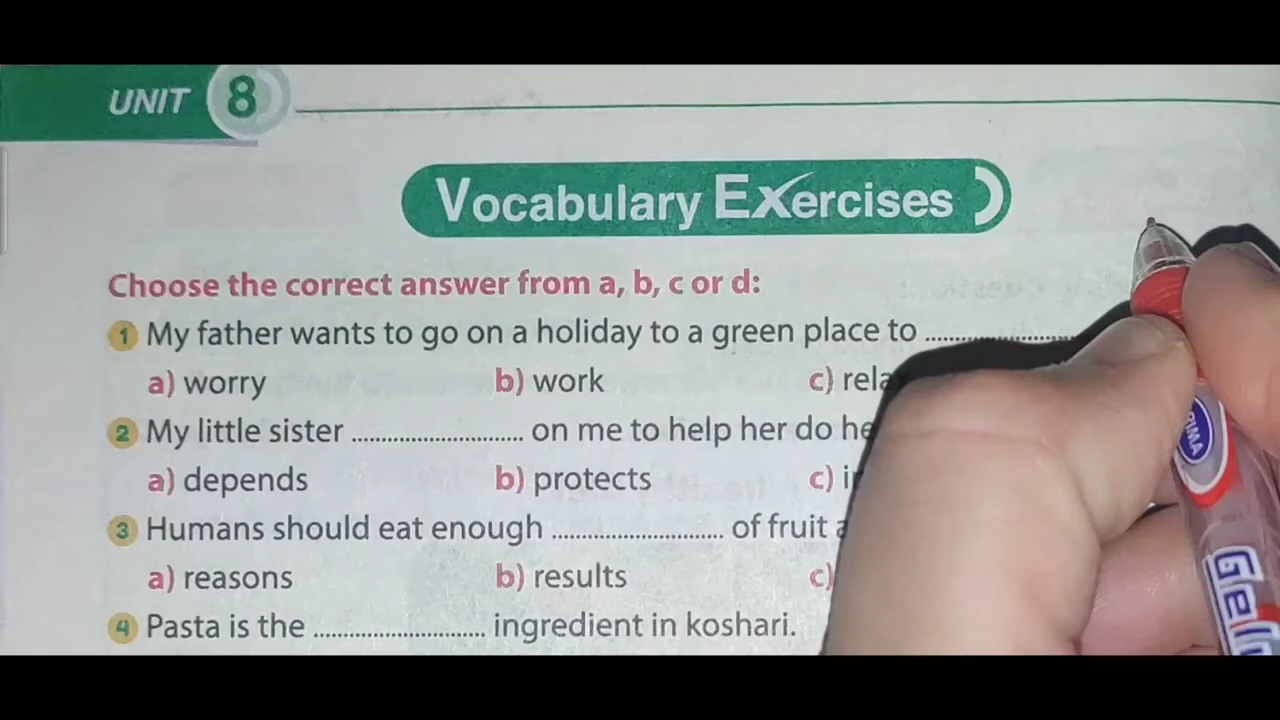 UNIT 8
Vocabulary Exercises
Choose the correct answer from a, b, c or d:
1 My father wants to go on a holiday to a green place to ..............................
a) worry b) work c)
2 My little sister .............................. on me to help her do
a) depends b) protects c)
3 Humans should eat enough .............................. of fruit
a) reasons b) results c)
4 Pasta is the .............................. ingredient in koshari.
PIMA